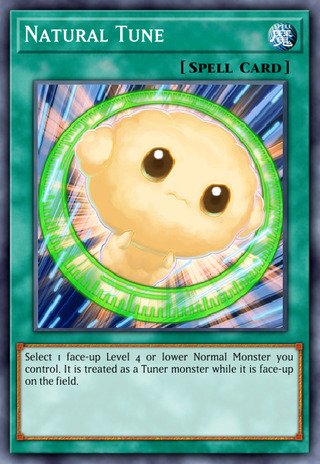 Natural Tune
魔
[Spell Card]
Select 1 face-up Level 4 or lower Normal Monster you
control. It is treated as a Tuner monster while it is face-up
on the field.